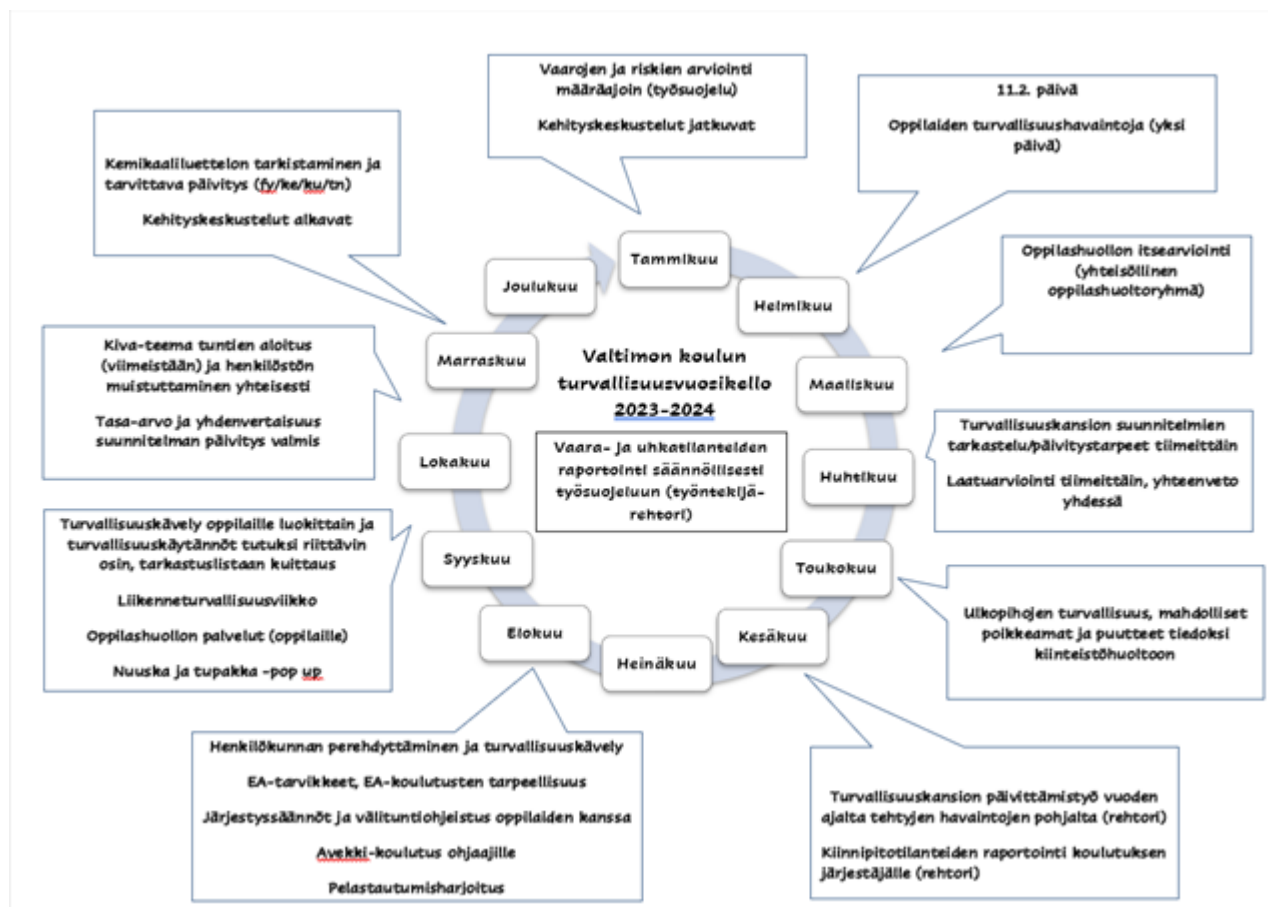 Vaarojen ja riskien arviointi
määräajoin (työsuojelu)
Kehityskeskustelut jatkuvat
11.2. päivä
Oppilaiden turvallisuushavaintoja (yksi
päivä)
Kemikaaliluettelon tarkistaminen ja
tarvittava päivitys (fy/ke/ku/tn)
Kehityskeskustelut alkavat
Oppilashuollon itsearviointi
(yhteisöllinen
oppilashuoltoryhmä)
Tammikuu
Helmikuu
Maaliskuu
Huhtikuu
Toukokuu
Kesäkuu
Heinäkuu
Elokuu
Syyskuu
Lokakuu
Marraskuu
Joulukuu
Valtimon koulun
turvallisuusvuosikello
2023-2024
Vaara- ja uhkatilanteiden
raportointi säännöllisesti
työsuojeluun (työntekijä-
rehtori)
Kiva-teema tuntien aloitus
(viimeistään) ja henkilöstön
muistuttaminen yhteisesti
Tasa-arvo ja yhdenvertaisuus
suunnitelman päivitys valmis
Turvallisuuskansion suunnitelmien
tarkastelu/päivitystarpeet tiimeittäin
Laatuarviointi tiimeittäin, yhteenveto
yhdessä
Turvallisuuskävely oppilaille luokittain ja
turvallisuuskäytännöt tutuksi riittävin
osin, tarkastuslistaan kuittaus
Liikenneturvallisuusviikko
Oppilashuollon palvelut (oppilaille)
Nuuska ja tupakka -pop up
Ulkopihojen turvallisuus, mahdolliset
poikkeamat ja puutteet tiedoksi
kiinteistöhuoltoon
Henkilökunnan perehdyttäminen ja turvallisuuskävely
EA-tarvikkeet, EA-koulutusten tarpeellisuus
Järjestyssäännöt ja välituntiohjeistus oppilaiden kanssa
Avekki-koulutus ohjaajille
Pelastautumisharjoitus
Turvallisuuskansion päivittämistyö vuoden
ajalta tehtyjen havaintojen pohjalta (rehtori)
Kiinnipitotilanteiden raportointi koulutuksen
järjestäjälle (rehtori)